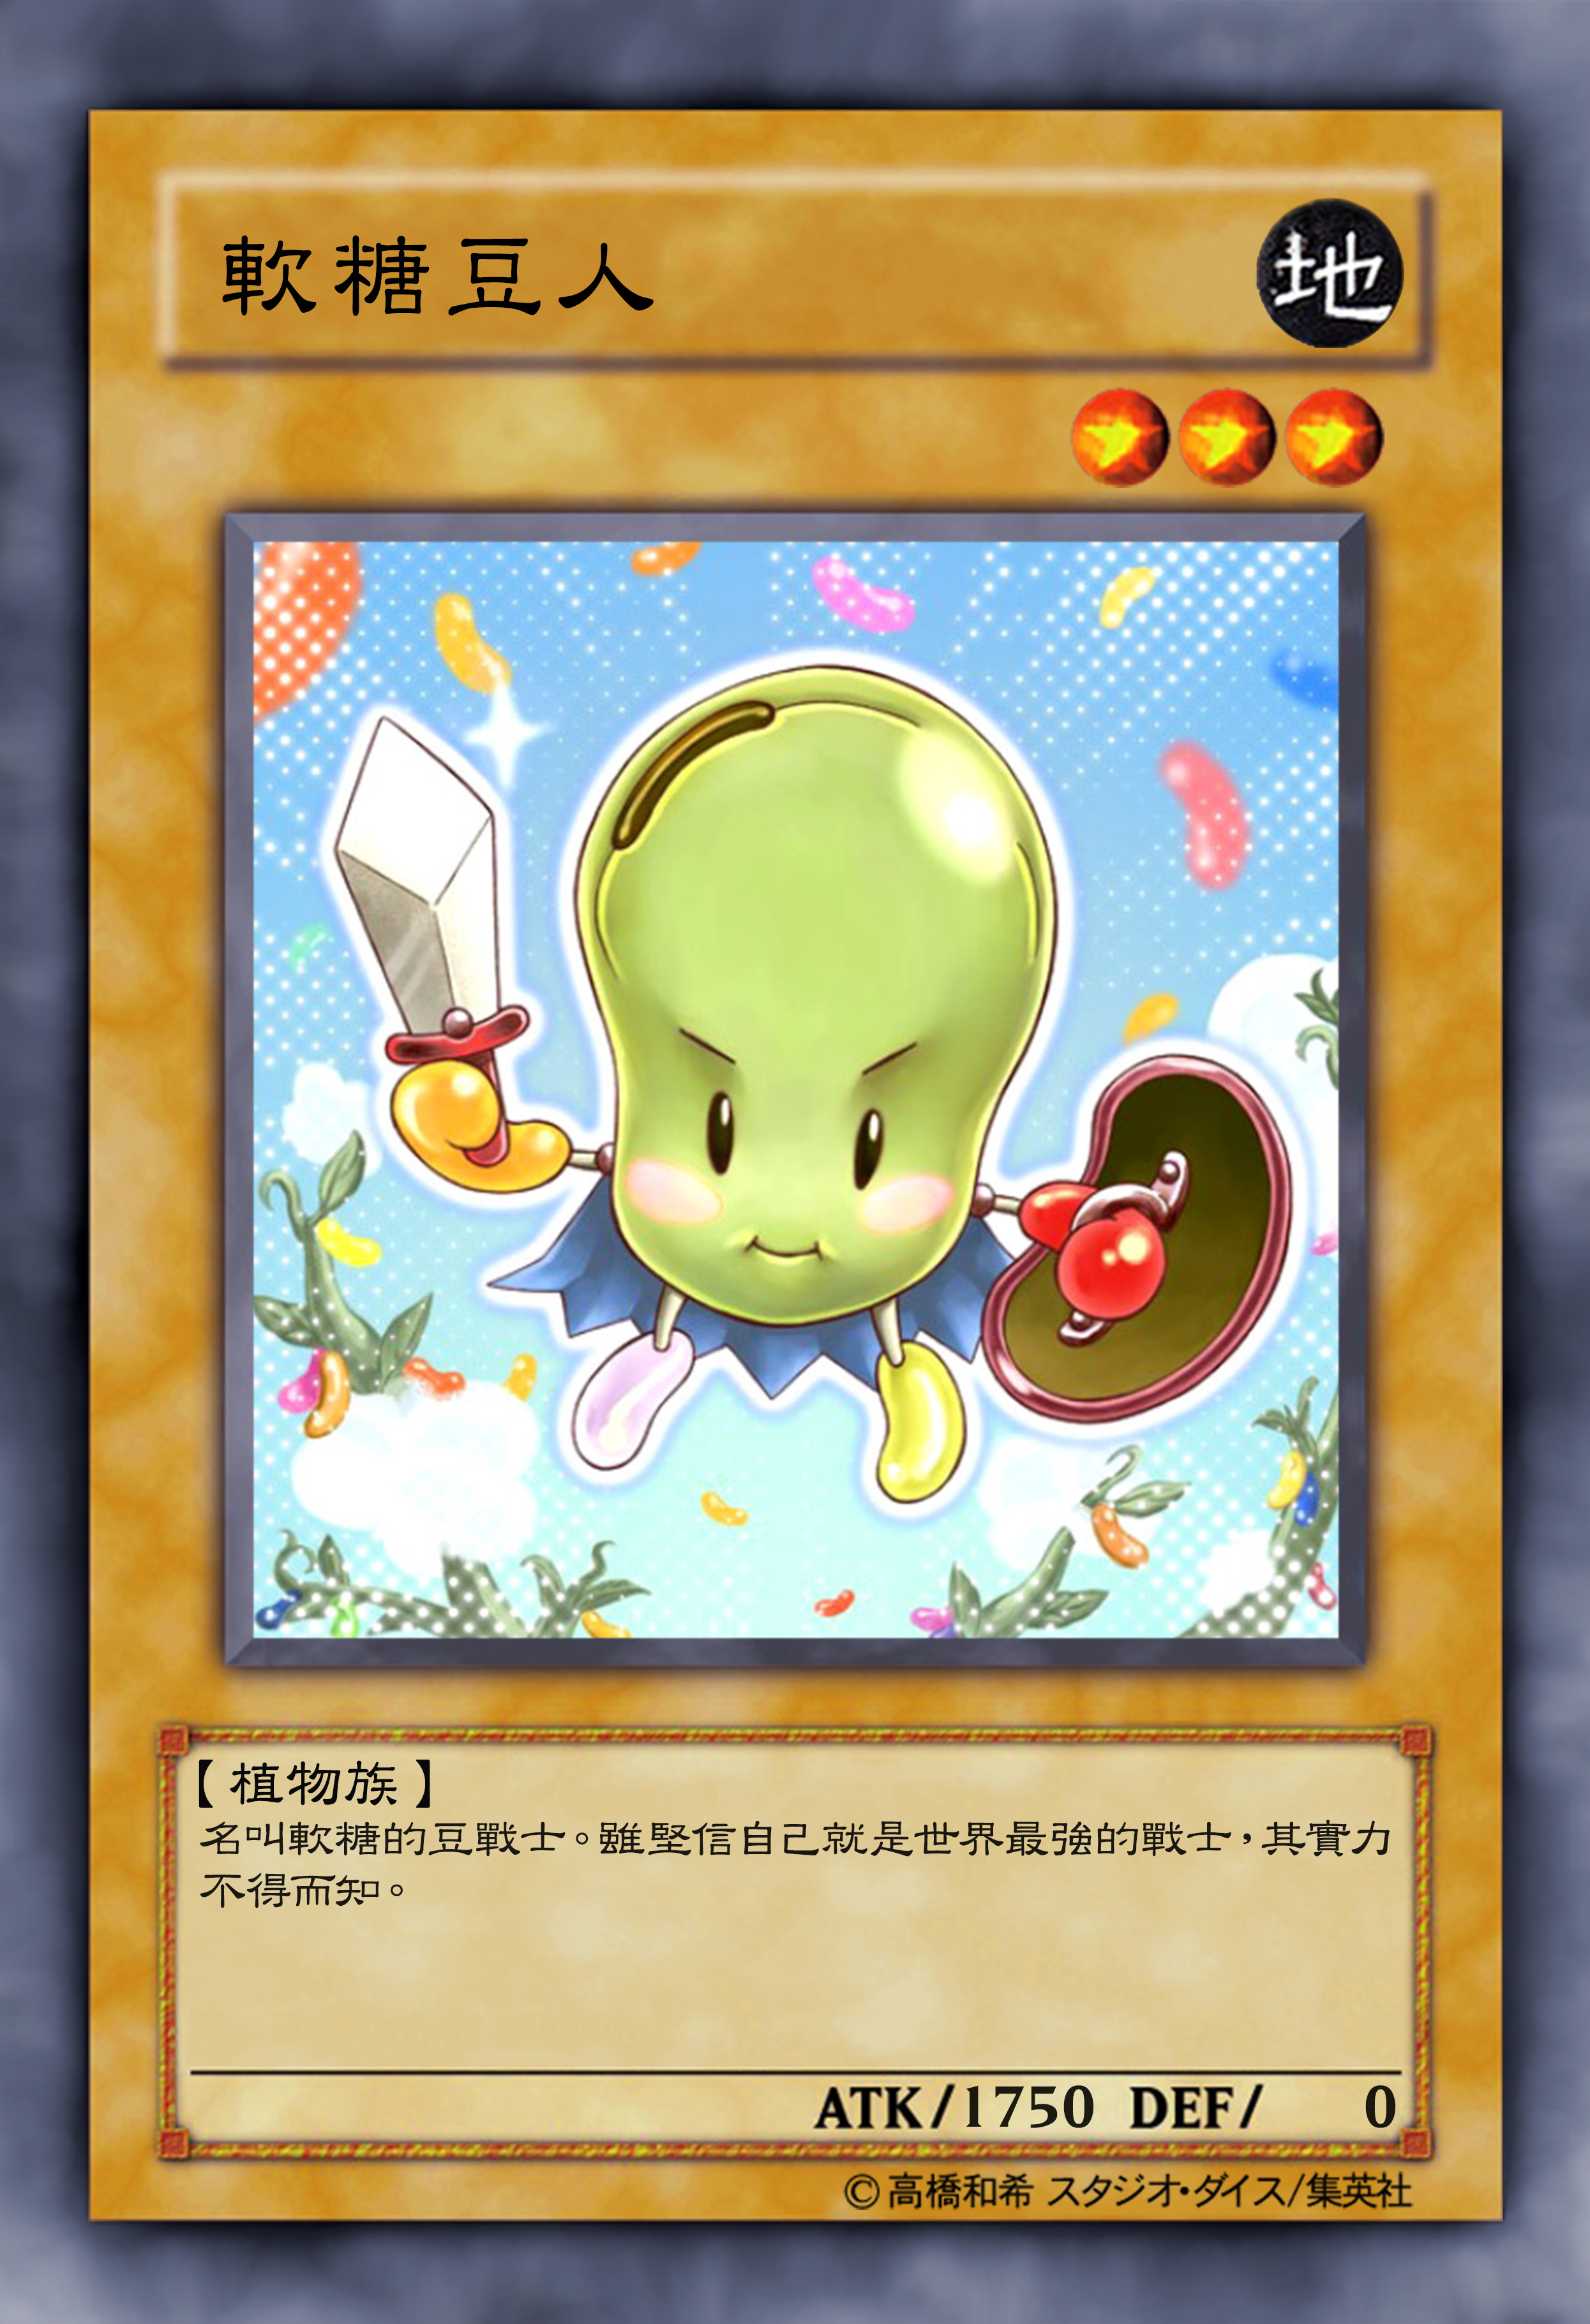 軟糖豆人
地
【植物族】
名叫軟糖的豆戰士。雖堅信自己就是世界最強的戰士，其實力
不得而知。
ATK/1750 DEF/ 0
©高橋和希 スタジオ・ダイス/集英社